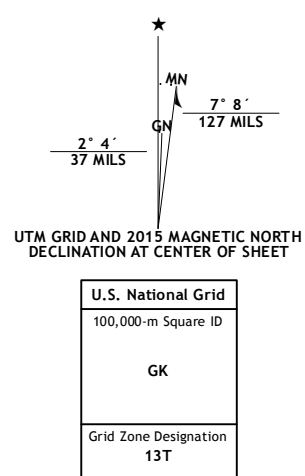 ★
MN
7° 8´
127 MILS
GN
2° 4´
37 MILS
UTM GRID AND 2015 MAGNETIC NORTH
DECLINATION AT CENTER OF SHEET
U.S. National Grid
100,000-m Square ID
GK
Grid Zone Designation
13T